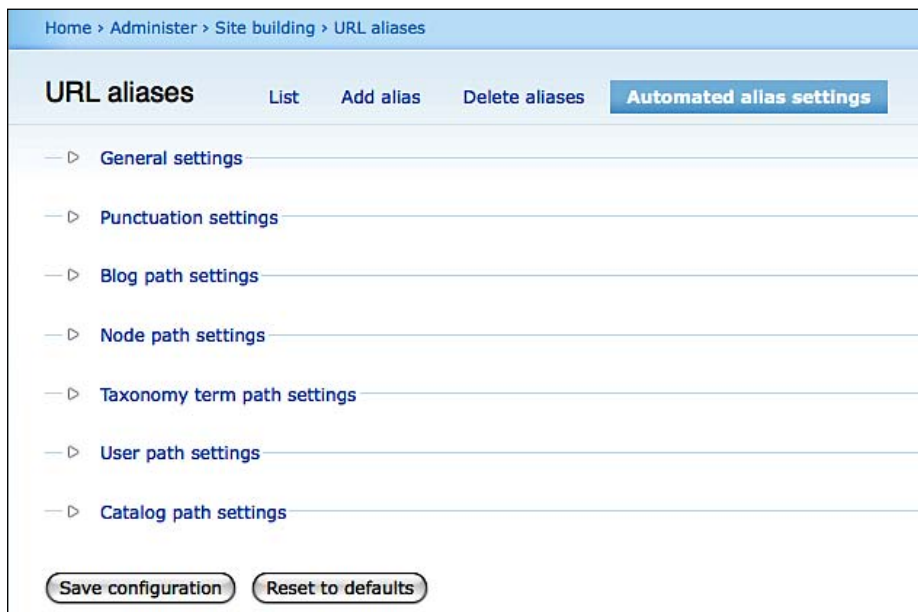 Home › Administer › Site building › URL aliases
URL aliases List Add alias Delete aliases Automated alias settings
General settings
Punctuation settings
Blog path settings
Node path settings
Taxonomy term path settings
User path settings
Catalog path settings
Save configuration Reset to defaults